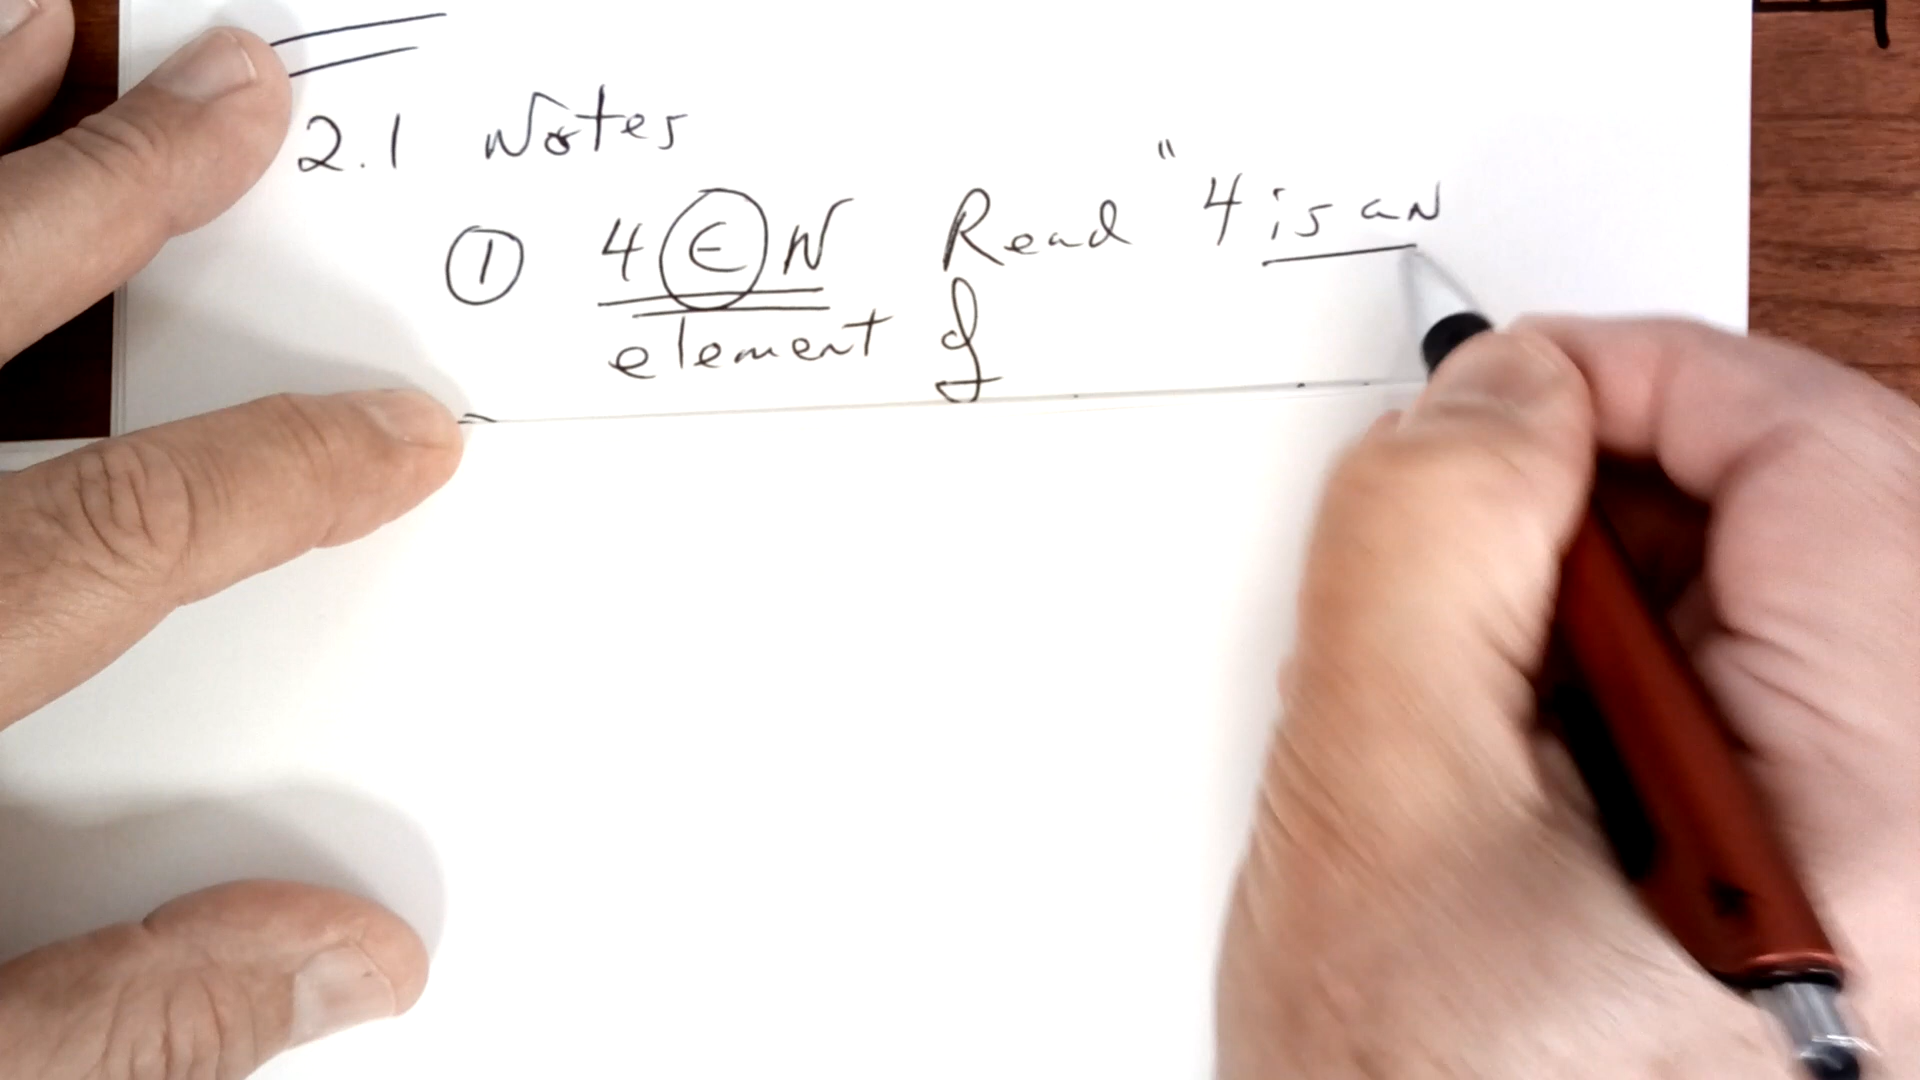 2.1 Notes
① 4 ∈ N Read "4 is an
element of